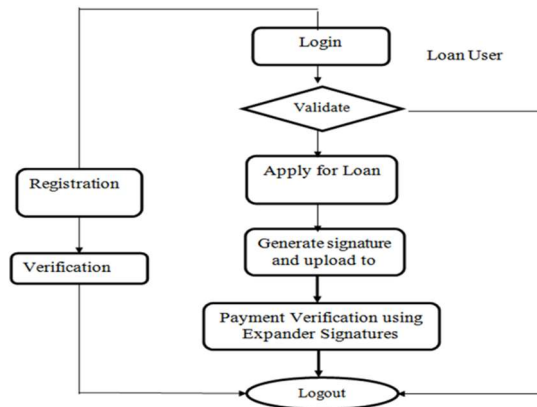 Login
Loan User
Validate
Apply for Loan
Registration
Generate signature
and upload to
Verification
Payment Verification using
Expander Signatures
Logout